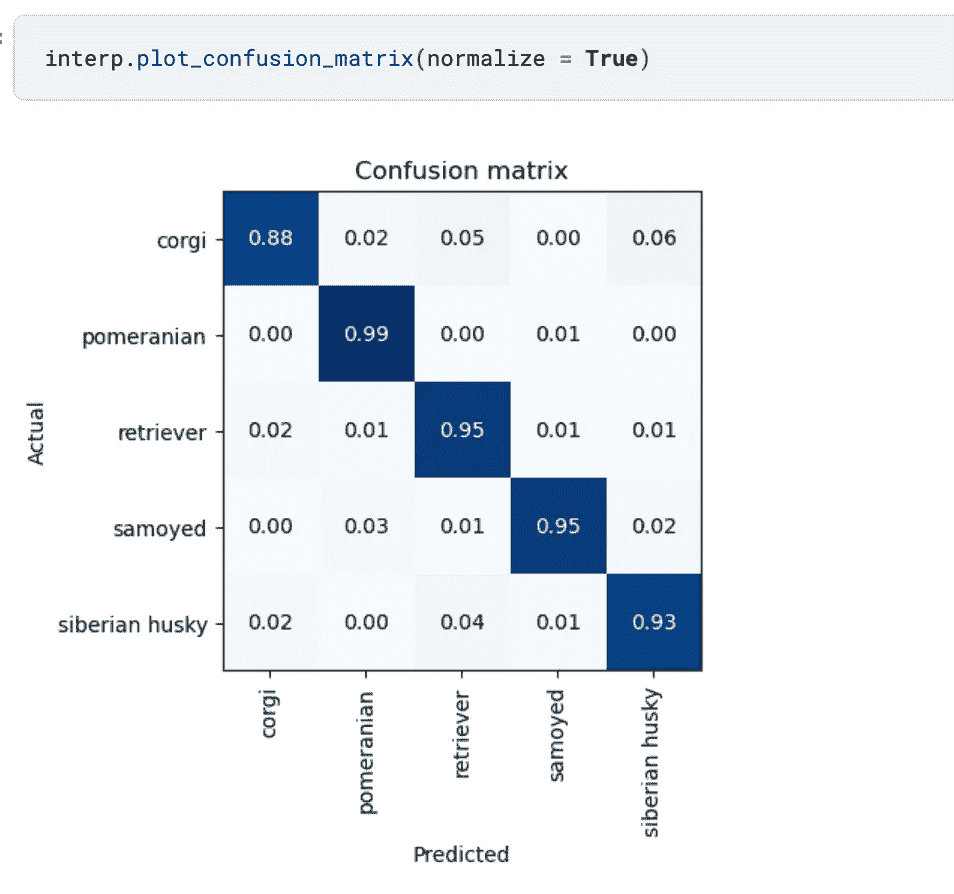 interp.plot_confusion_matrix(normalize = True)
Confusion matrix
corgi 0.88 0.02 0.05 0.00 0.06
pomeranian 0.00 0.99 0.00 0.01 0.00
retriever 0.02 0.01 0.95 0.01 0.01
samoyed 0.00 0.03 0.01 0.95 0.02
siberian husky 0.02 0.00 0.04 0.01 0.93
Actual
corgi pomeranian retriever samoyed siberian husky
Predicted